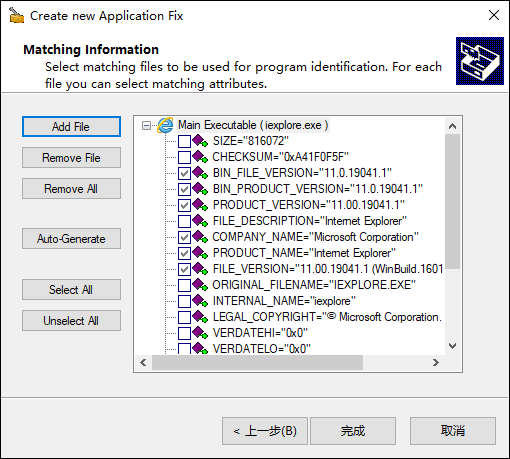 Create new Application Fix
Matching Information
Select matching files to be used for program identification. For each
file you can select matching attributes.
Add File
Remove File
Remove All
Auto-Generate
Select All
Unselect All
Main Executable (iexplore.exe)
SIZE="816072"
CHECKSUM="0xA41F0F5F"
BIN_FILE_VERSION="11.0.19041.1"
BIN_PRODUCT_VERSION="11.0.19041.1"
PRODUCT_VERSION="11.00.19041.1"
FILE_DESCRIPTION="Internet Explorer"
COMPANY_NAME="Microsoft Corporation"
PRODUCT_NAME="Internet Explorer"
FILE_VERSION="11.00.19041.1 (WinBuild.1601
ORIGINAL_FILENAME="IEXPLORE.EXE"
INTERNAL_NAME="iexplore"
LEGAL_COPYRIGHT="© Microsoft Corporation.
VERDATEHI="0x0"
VERDATELO="0x0"
< 上一步(B)
完成
取消